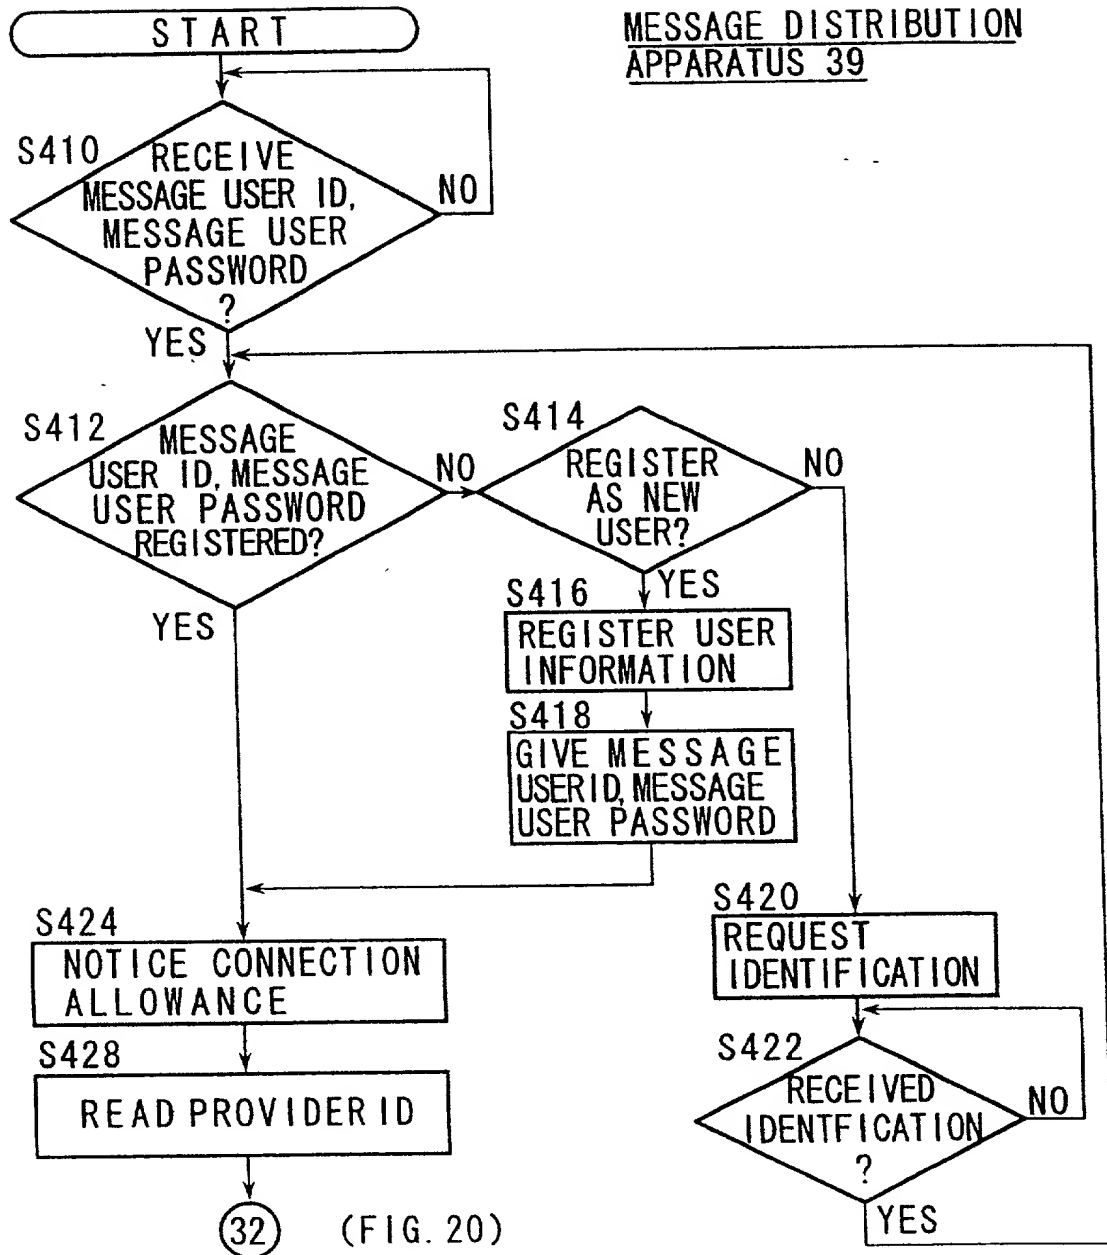 START
MESSAGE DISTRIBUTION
APPARATUS 39
S410
RECEIVE
MESSAGE USER ID,
MESSAGE USER
PASSWORD
?
NO
YES
S412
MESSAGE
USER ID, MESSAGE
USER PASSWORD
REGISTERED?
NO
YES
S414
REGISTER
AS NEW
USER?
NO
YES
S416
REGISTER USER
INFORMATION
S418
GIVE MESSAGE
USERID, MESSAGE
USER PASSWORD
S420
REQUEST
IDENTIFICATION
S422
RECEIVED
IDENTFICATION
?
NO
YES
S424
NOTICE CONNECTION
ALLOWANCE
S428
READ PROVIDER ID
32 (FIG. 20)